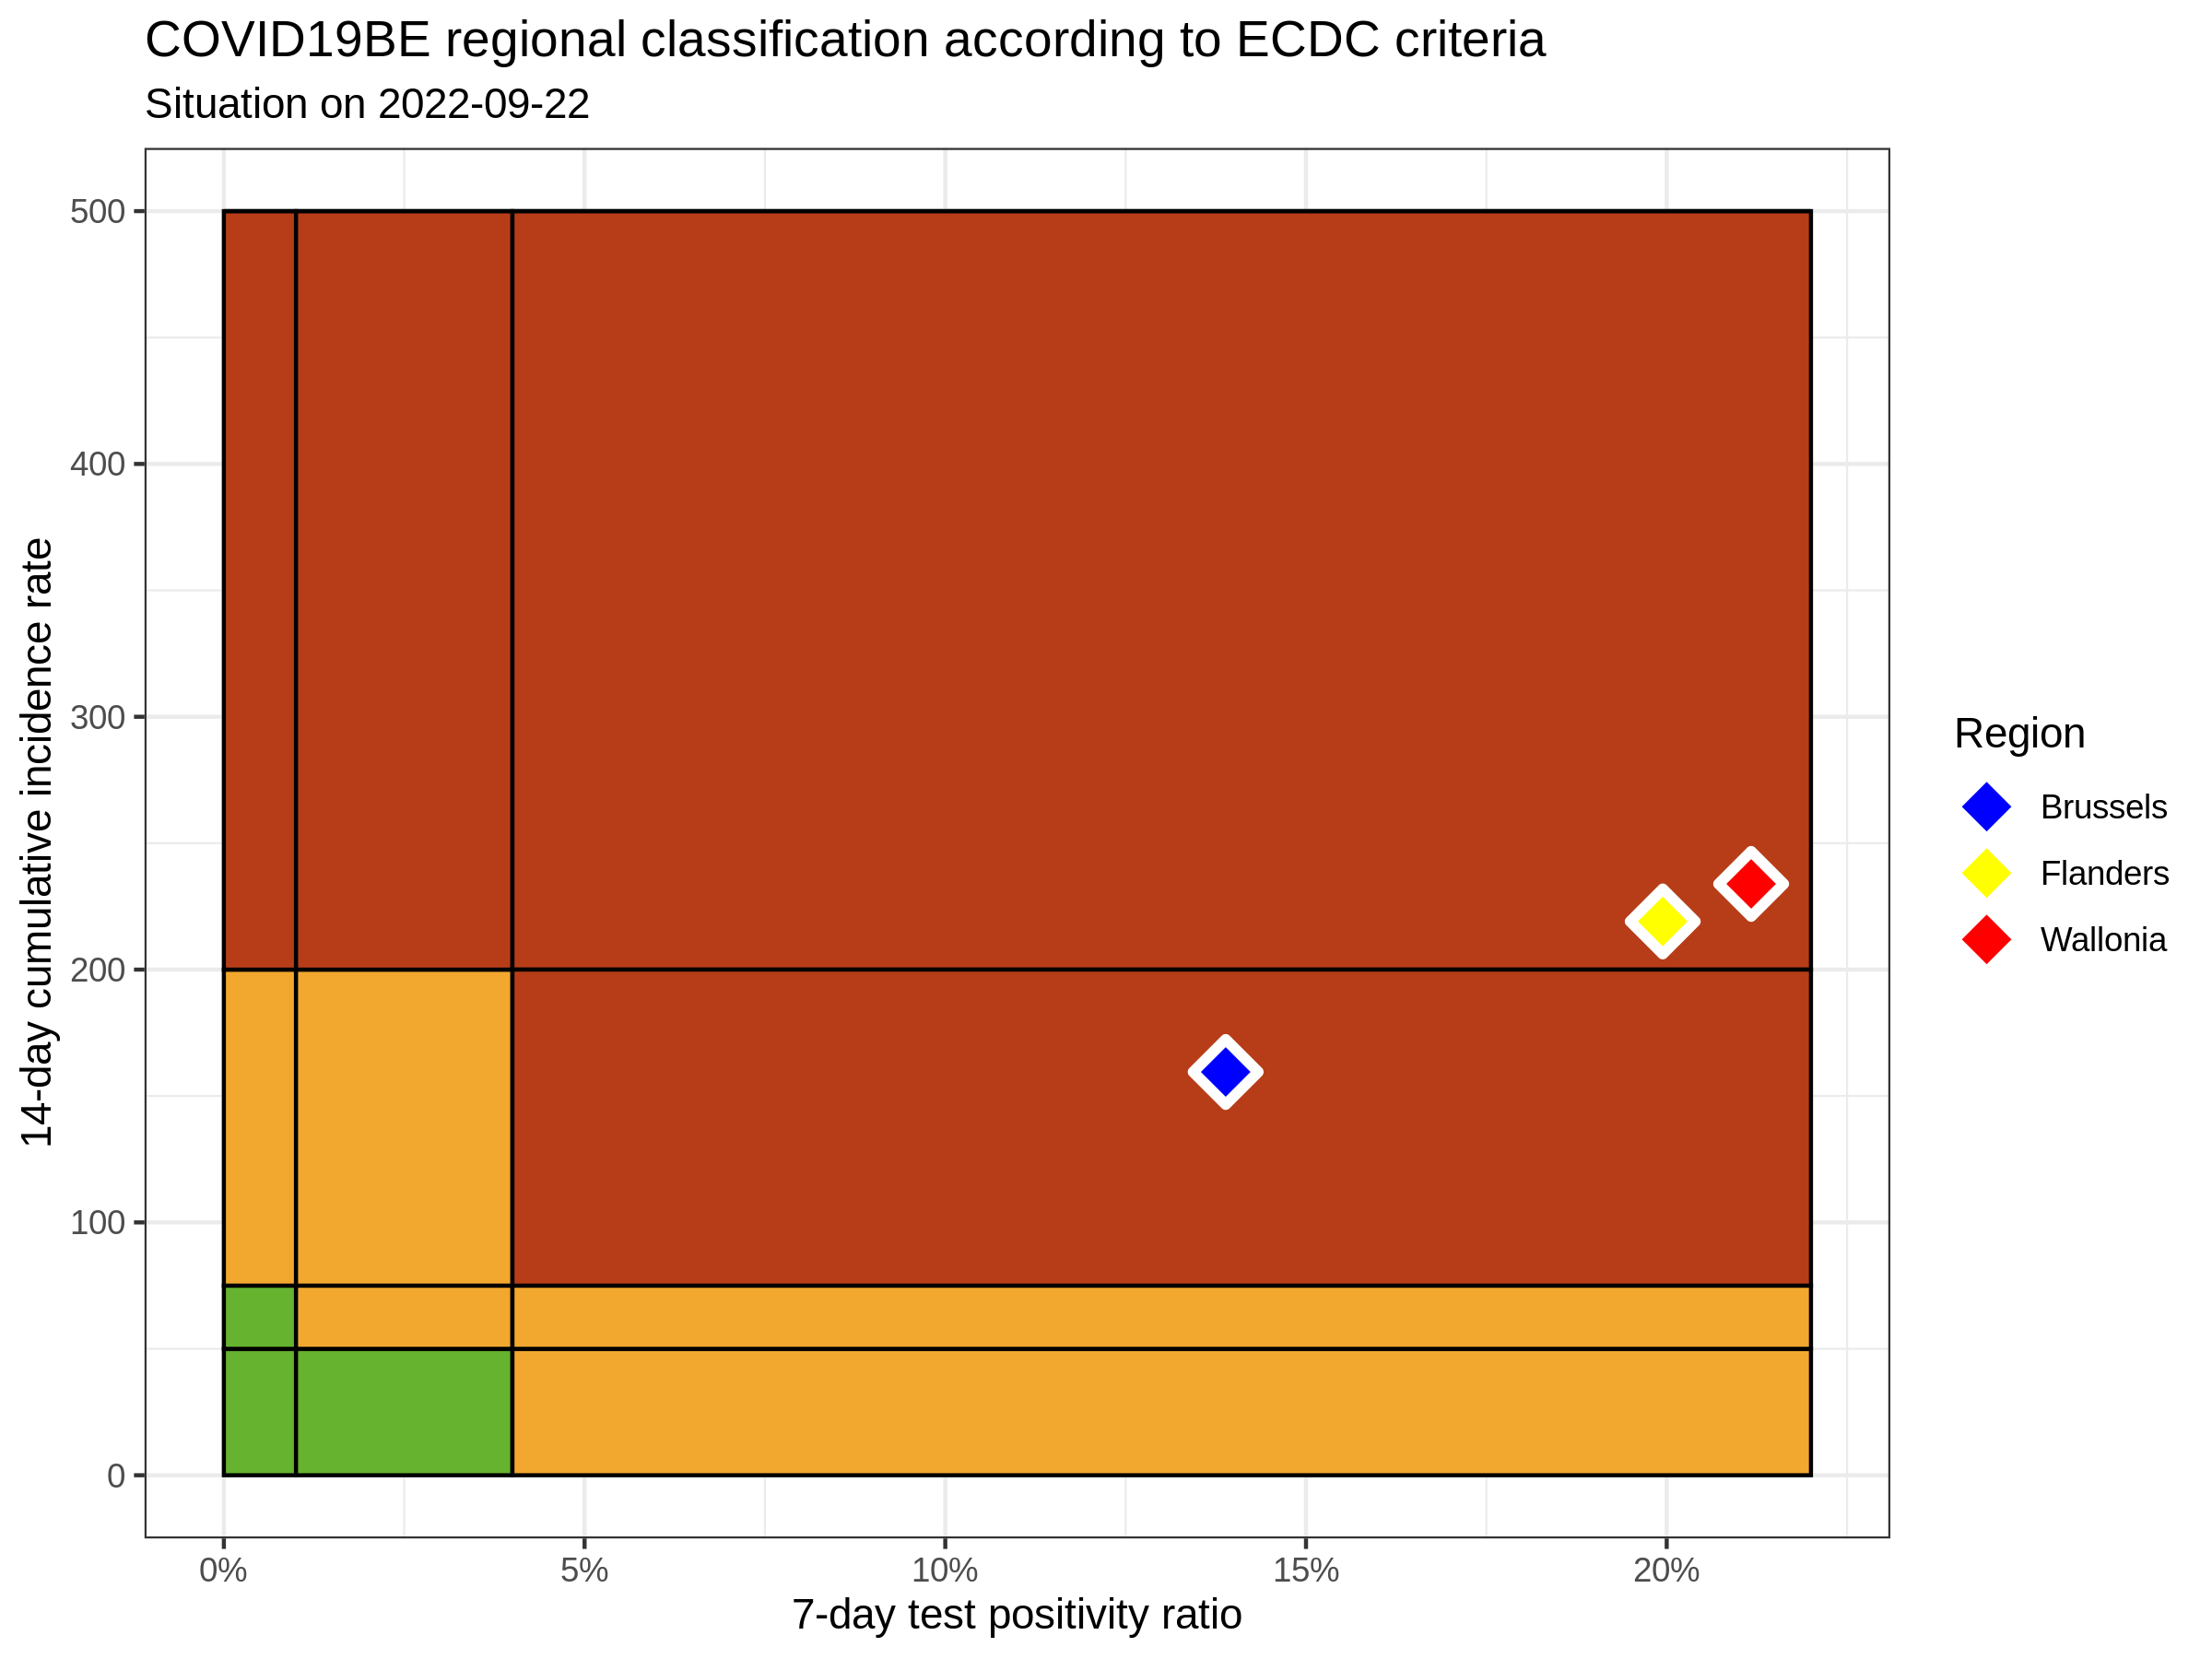 COVID19BE regional classification according to ECDC criteria
Situation on 2022-09-22
14-day cumulative incidence rate
500
400
300
200
100
0
0% 5% 10% 15% 20%
7-day test positivity ratio
Region
Brussels
Flanders
Wallonia